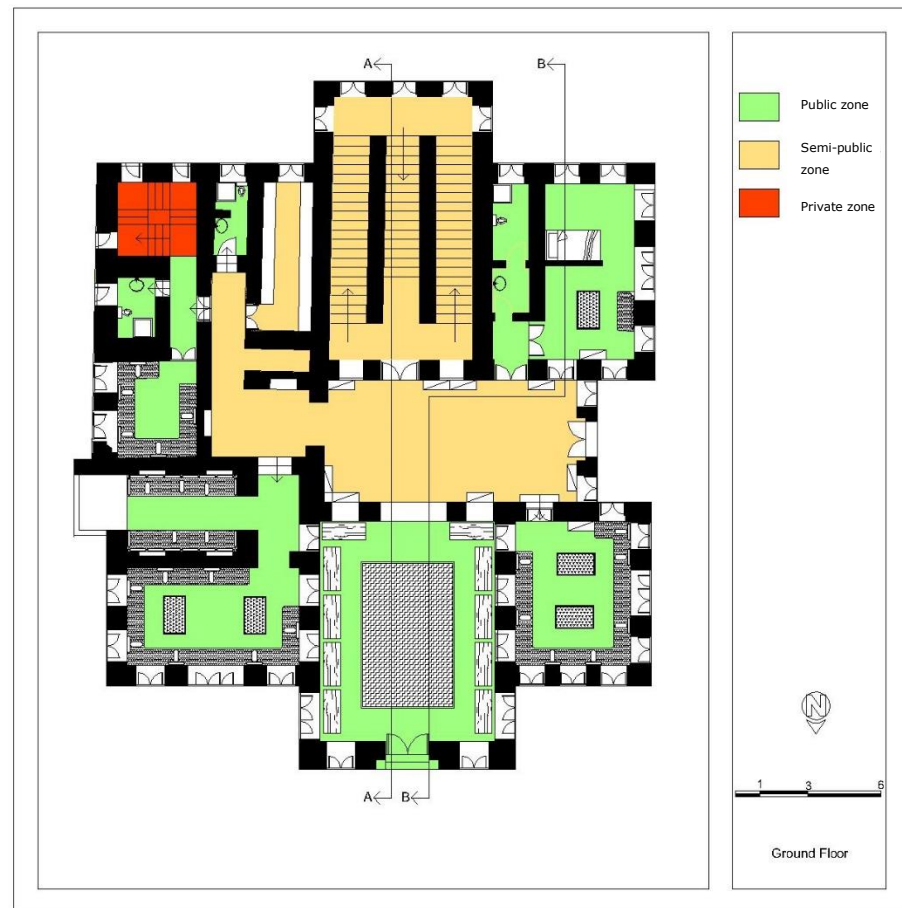 A B
Public zone
Semi-public
zone
Private zone
N
1 3 6
A B
Ground Floor